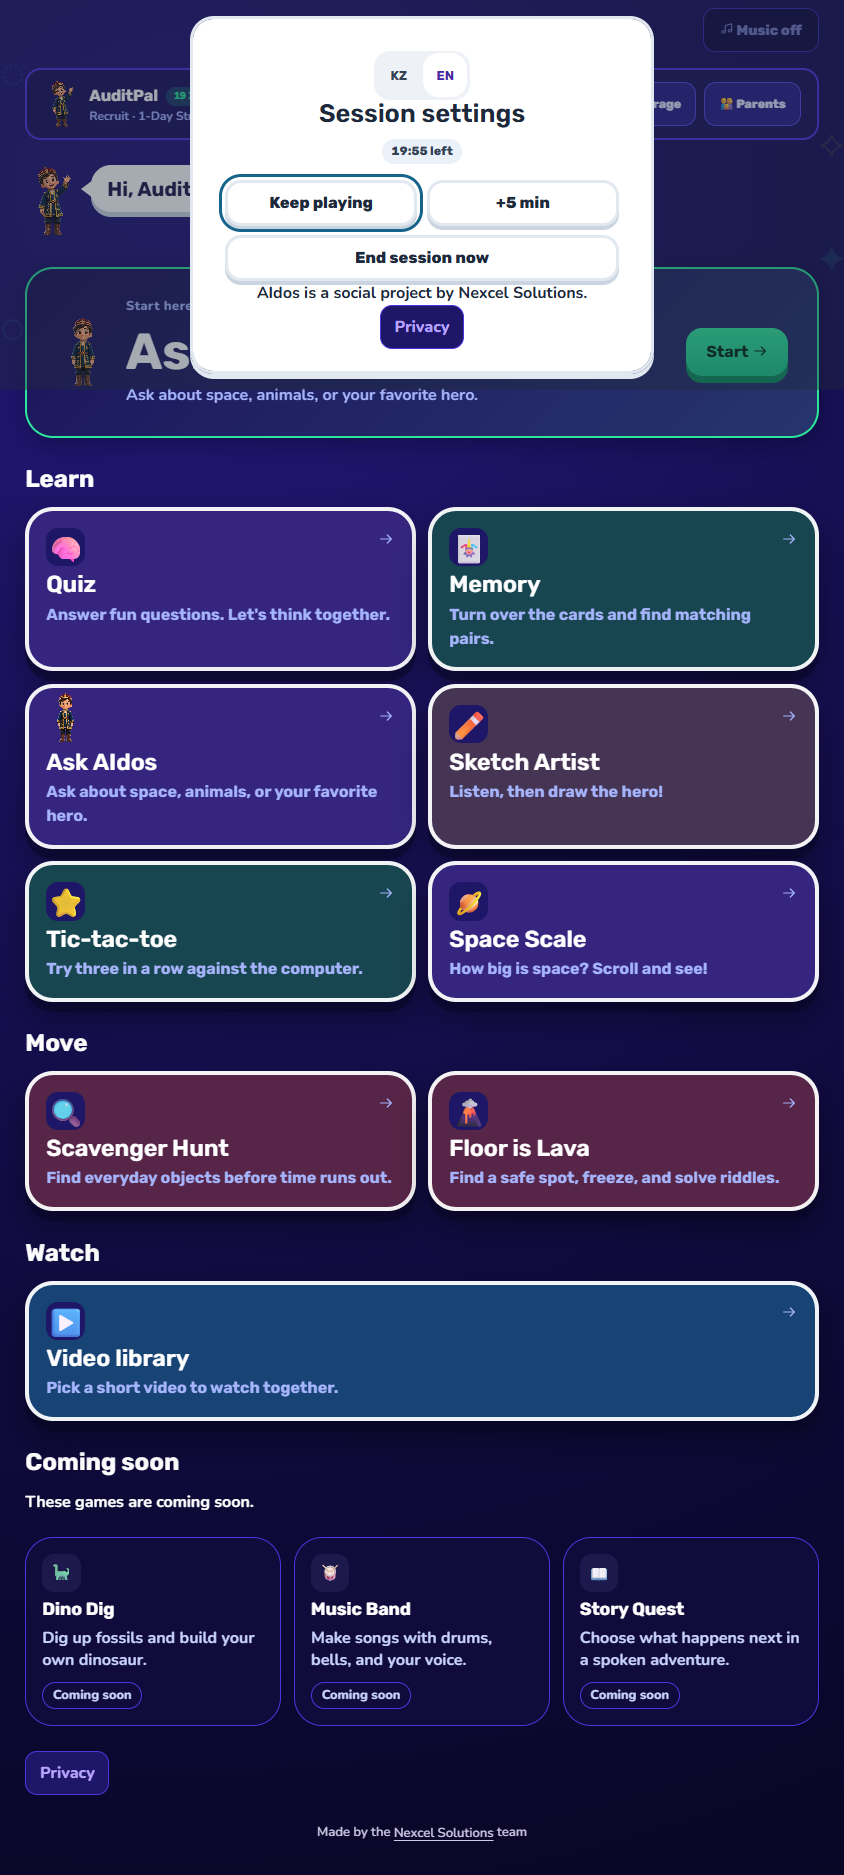 Music off
KZ EN
Session settings
19:55 left
Keep playing
+5 min
End session now
AIdos is a social project by Nexcel Solutions.
Privacy
AuditPal 19
Recruit · 1-Day
Parents
Hi, Audit
Start here
Ask about space, animals, or your favorite hero.
Start →
Learn
Quiz
Answer fun questions. Let's think together.
Memory
Turn over the cards and find matching
pairs.
Ask AIdos
Ask about space, animals, or your favorite
hero.
Sketch Artist
Listen, then draw the hero!
Tic-tac-toe
Try three in a row against the computer.
Space Scale
How big is space? Scroll and see!
Move
Scavenger Hunt
Find everyday objects before time runs out.
Floor is Lava
Find a safe spot, freeze, and solve riddles.
Watch
Video library
Pick a short video to watch together.
Coming soon
These games are coming soon.
Dino Dig
Dig up fossils and build your
own dinosaur.
Coming soon
Music Band
Make songs with drums,
bells, and your voice.
Coming soon
Story Quest
Choose what happens next in
a spoken adventure.
Coming soon
Privacy
Made by the Nexcel Solutions team